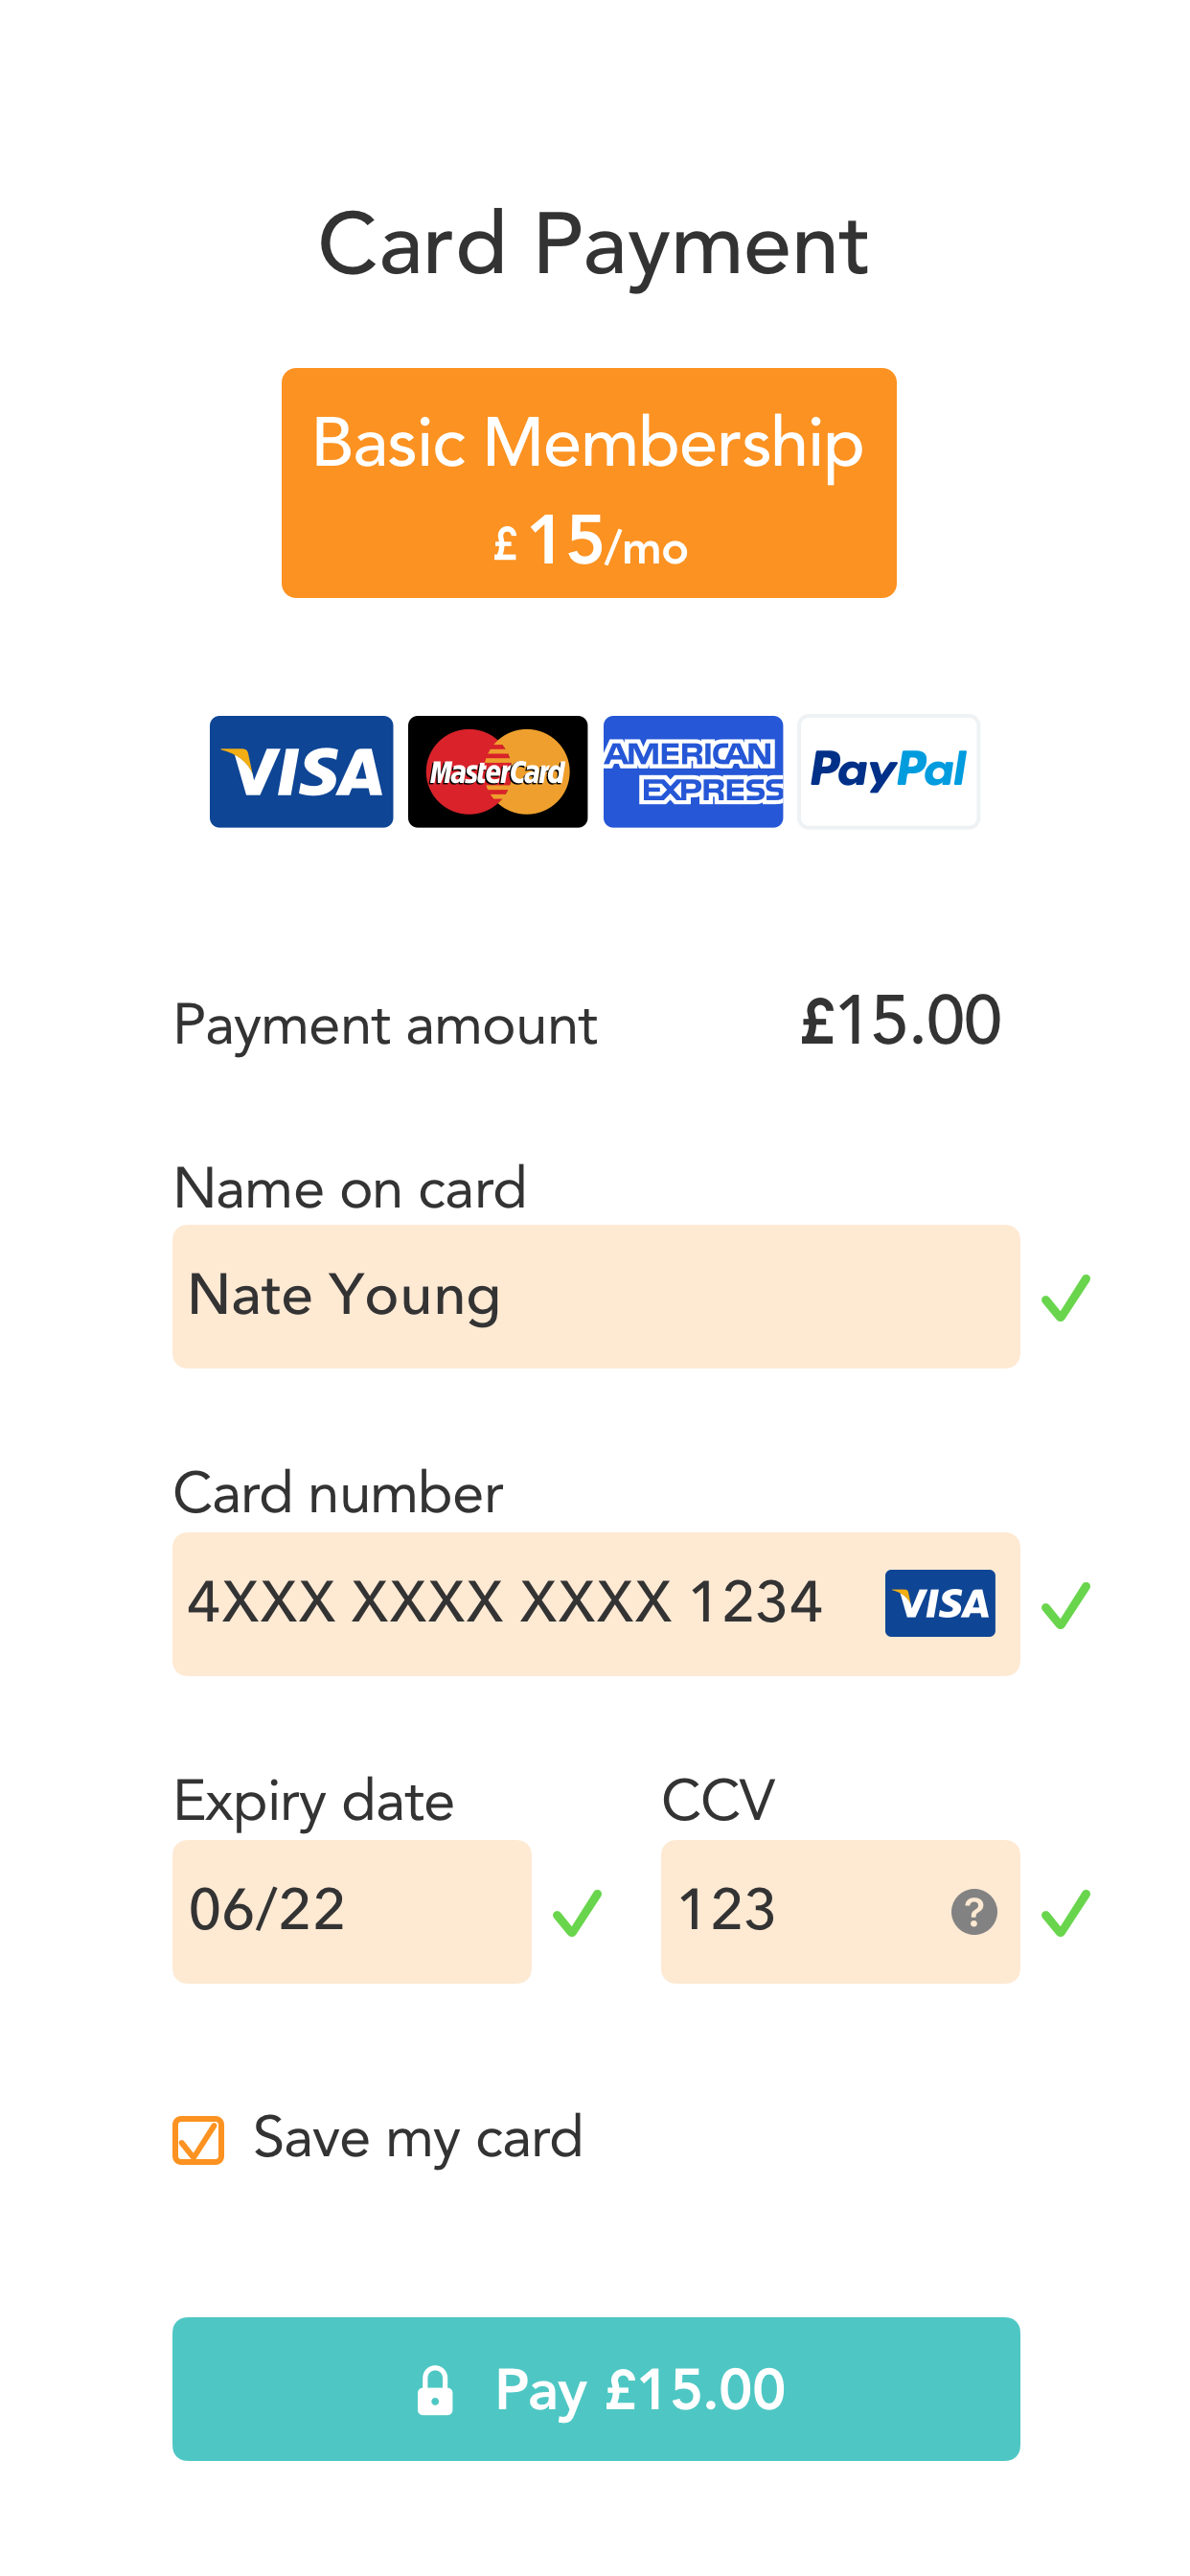 Card Payment
Basic Membership
£ 15/mo
VISA MasterCard AMERICAN EXPRESS PayPal
Payment amount £15.00
Name on card
Nate Young
Card number
4XXX XXXX XXXX 1234 VISA
Expiry date CCV
06/22 123 ?
Save my card
Pay £15.00